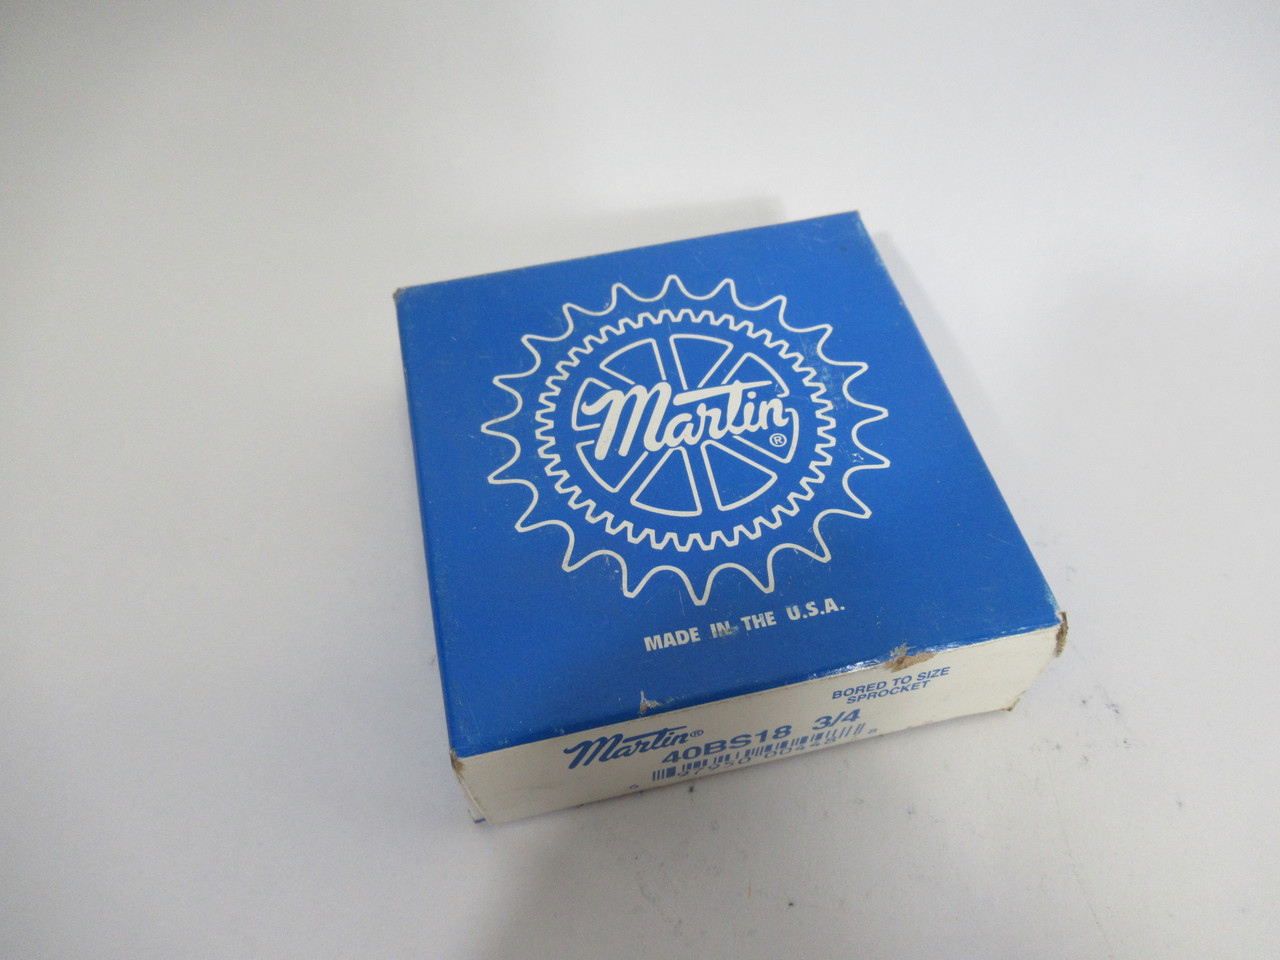 Martin®
MADE IN THE U.S.A.
BORED TO SIZE
SPROCKET
Martin®
40BS18 3/4